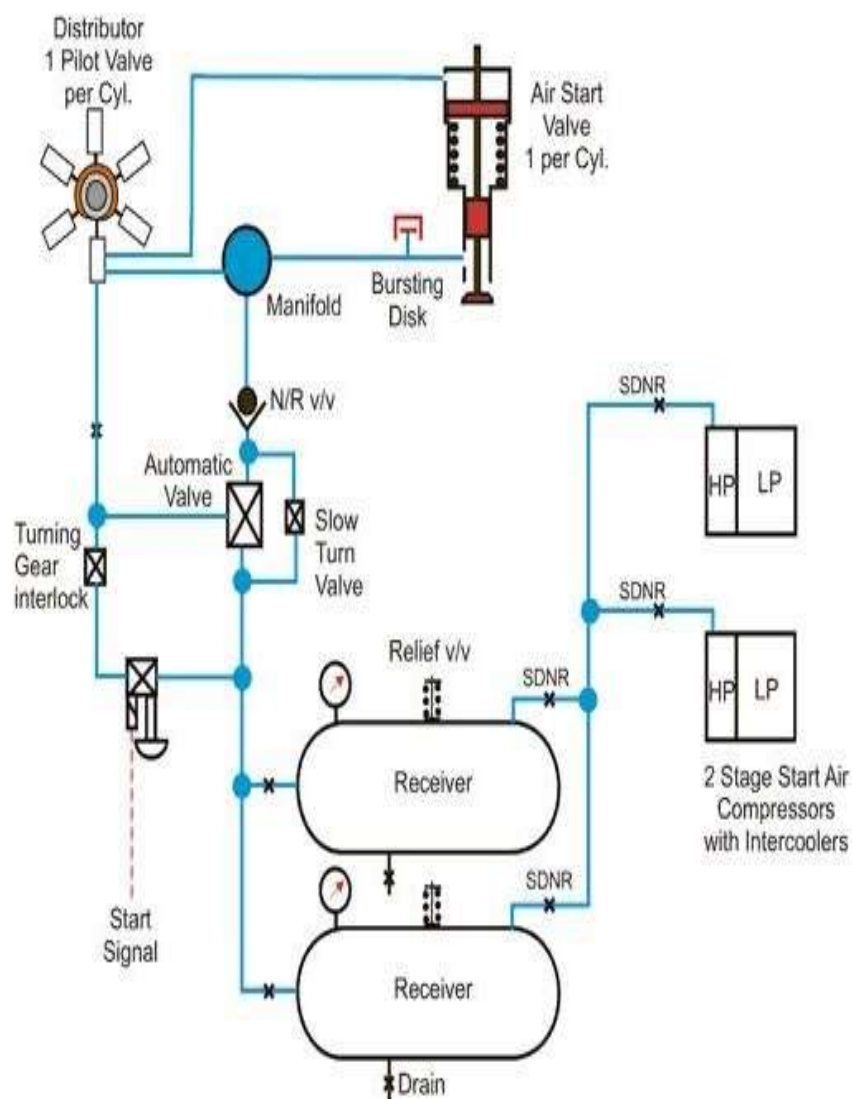 Distributor
1 Pilot Valve
per Cyl.
Air Start
Valve
1 per Cyl.
Bursting
Disk
Manifold
N/R v/v
SDNR
HP
LP
Automatic
Valve
Slow
Turn
Valve
Turning
Gear
interlock
SDNR
HP
LP
Relief v/v
SDNR
Receiver
2 Stage Start Air
Compressors
with Intercoolers
SDNR
Start
Signal
Receiver
Drain